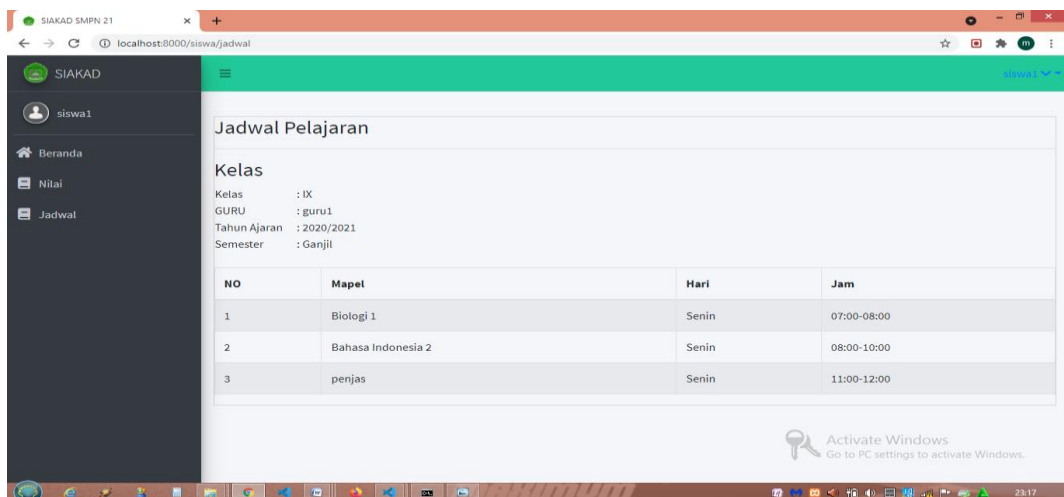 SIAKAD SMPN 21
localhost:8000/siswa/jadwal
m
SIAKAD
siswa1
siswa1
Beranda
Nilai
Jadwal
Jadwal Pelajaran
Kelas
Kelas : IX
GURU : guru1
Tahun Ajaran : 2020/2021
Semester : Ganjil
NO Mapel Hari Jam
1 Biologi 1 Senin 07:00-08:00
2 Bahasa Indonesia 2 Senin 08:00-10:00
3 penjas Senin 11:00-12:00
Activate Windows
Go to PC settings to activate Windows.
23:17